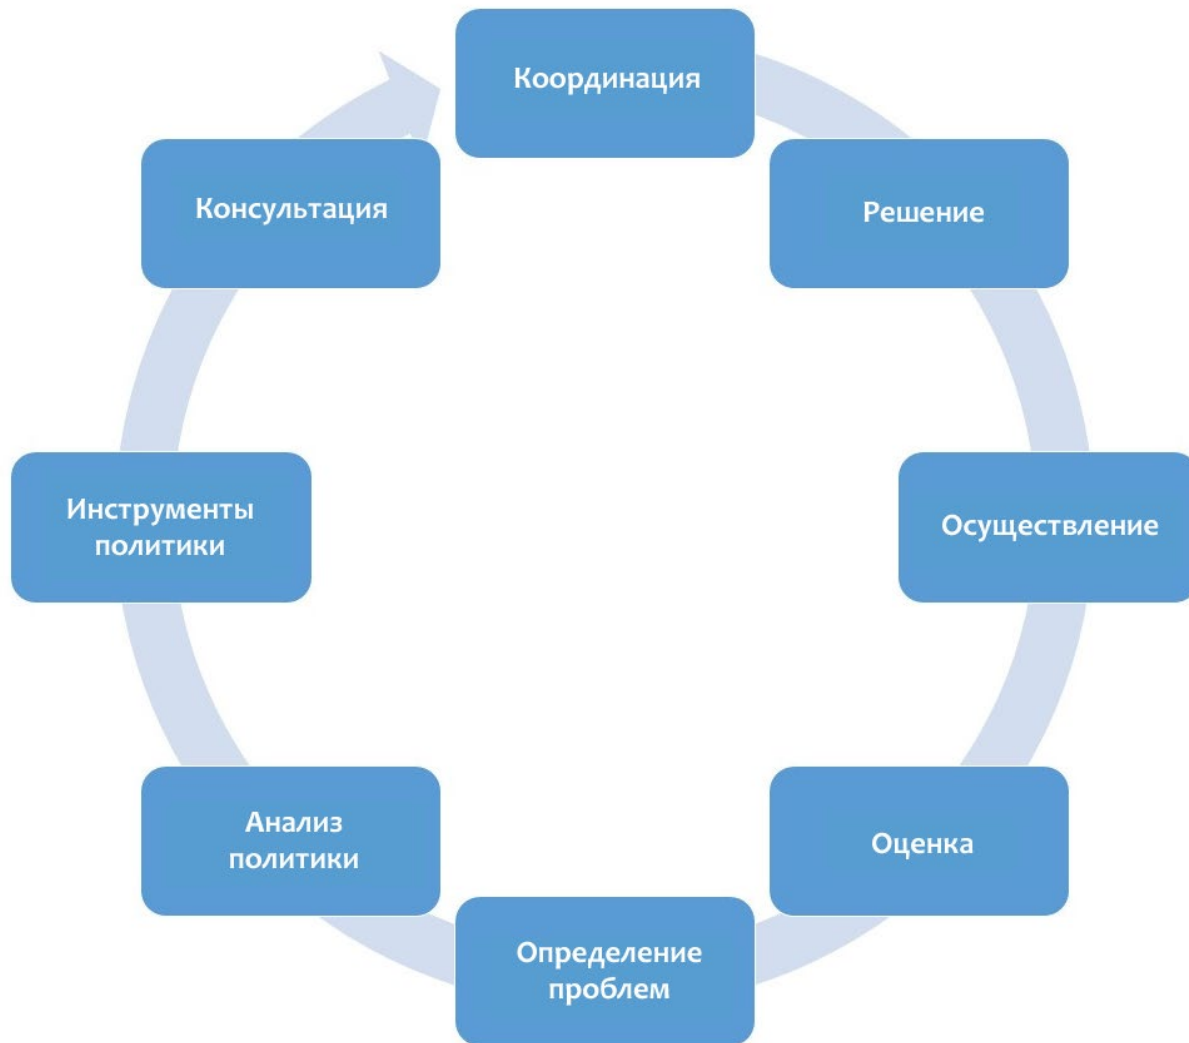 Координация
Решение
Осуществление
Оценка
Определение
проблем
Анализ
политики
Инструменты
политики
Консультация